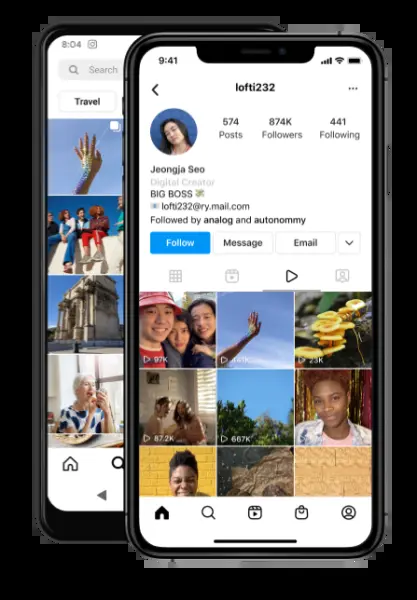 8:04
Search
Travel
9:41
lofti232
574 874K 441
Posts Followers Following
Jeongja Seo
Digital Creator
BIG BOSS
lofti232@ry.mail.com
Followed by analog and autonommy
Follow Message Email
97K 23K
87.2K 667K